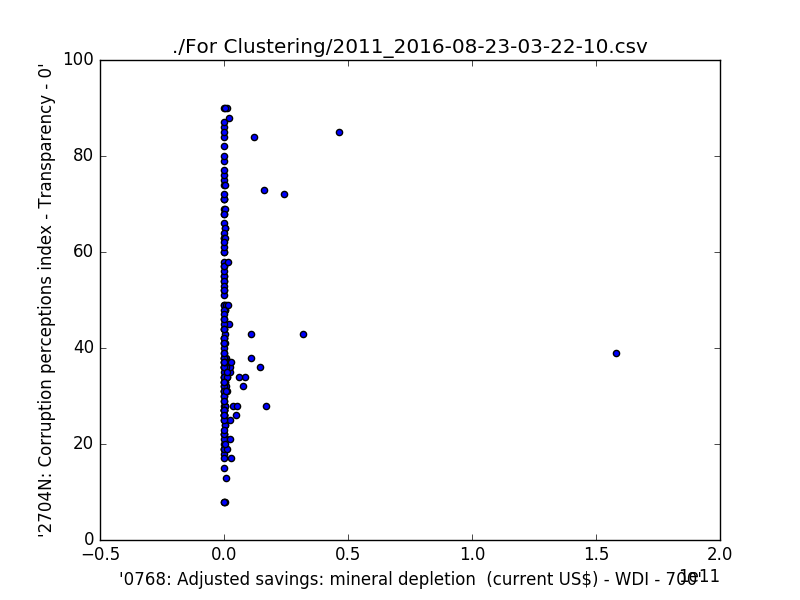 ./For Clustering/2011_2016-08-23-03-22-10.csv
100
80
60
40
20
0
'2704N: Corruption perceptions index - Transparency - 0'
−0.5 0.0 0.5 1.0 1.5 2.0
1e11
'0768: Adjusted savings: mineral depletion (current US$) - WDI - 700'